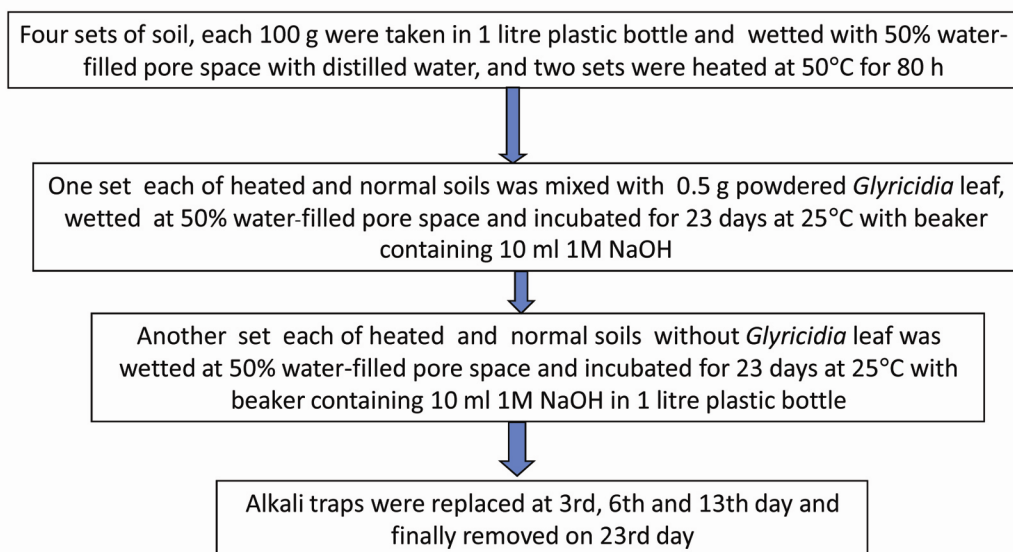 Four sets of soil, each 100 g were taken in 1 litre plastic bottle and wetted with 50% water-
filled pore space with distilled water, and two sets were heated at 50°C for 80 h
One set each of heated and normal soils was mixed with 0.5 g powdered Glyricidia leaf,
wetted at 50% water-filled pore space and incubated for 23 days at 25°C with beaker
containing 10 ml 1M NaOH
Another set each of heated and normal soils without Glyricidia leaf was
wetted at 50% water-filled pore space and incubated for 23 days at 25°C with
beaker containing 10 ml 1M NaOH in 1 litre plastic bottle
Alkali traps were replaced at 3rd, 6th and 13th day and
finally removed on 23rd day